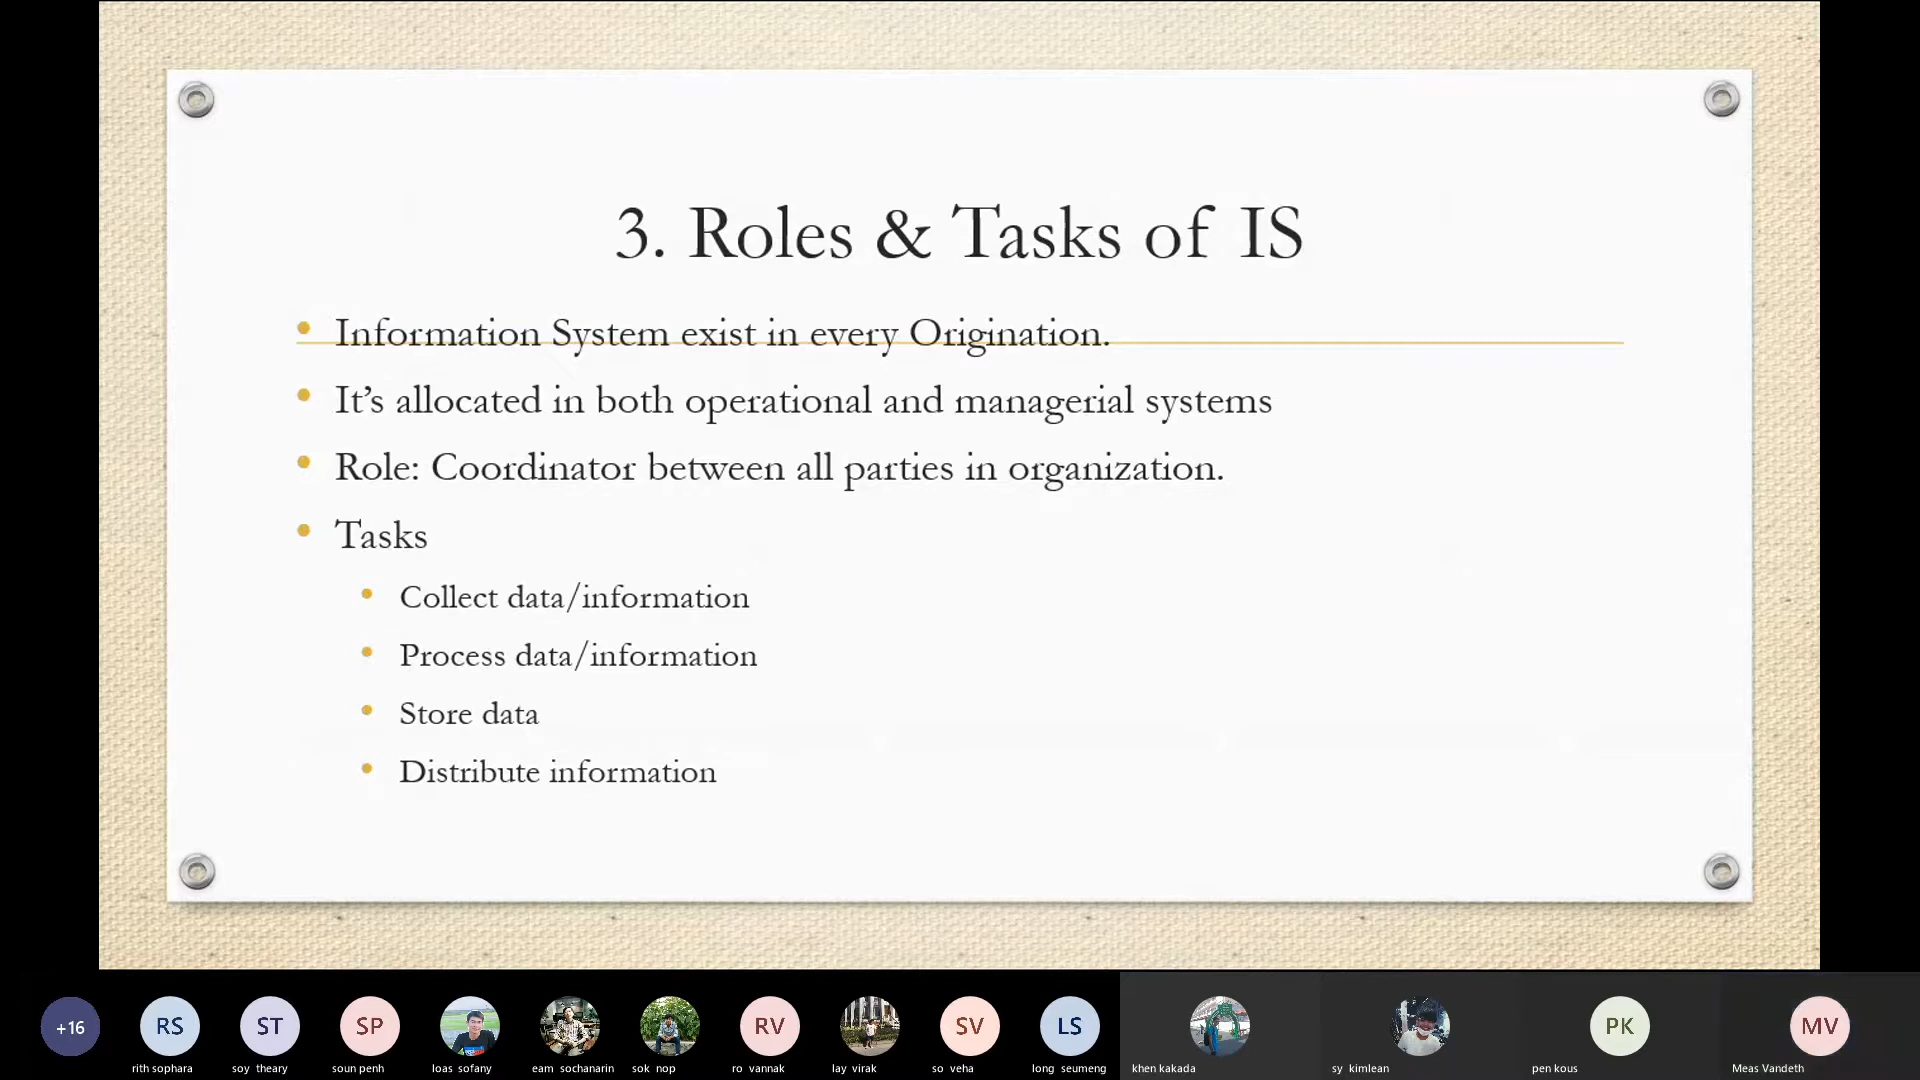 3. Roles & Tasks of IS
• Information System exist in every Origination.
• It’s allocated in both operational and managerial systems
• Role: Coordinator between all parties in organization.
• Tasks
• Collect data/information
• Process data/information
• Store data
• Distribute information
+16 RS ST SP RV SV LS PK MV
rith sophara soy theary soun penh loas sofany eam sochanarin sok nop ro vannak lay virak so veha long seumeng khen kakada sy kimlean pen kous Meas Vandeth